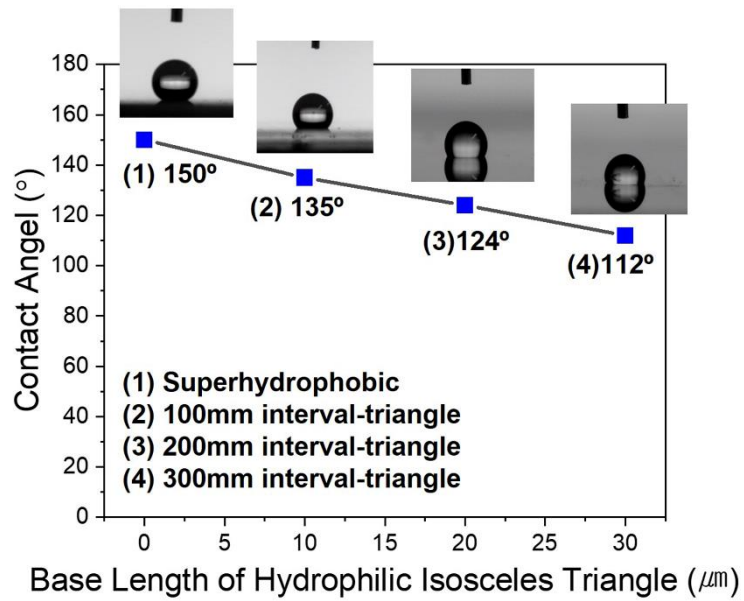 180
160
140
120
100
80
60
40
20
0
Contact Angel (°)
(1) 150º
(2) 135º
(3)124º
(4)112º
(1) Superhydrophobic
(2) 100mm interval-triangle
(3) 200mm interval-triangle
(4) 300mm interval-triangle
0 5 10 15 20 25 30
Base Length of Hydrophilic Isosceles Triangle (㎛)